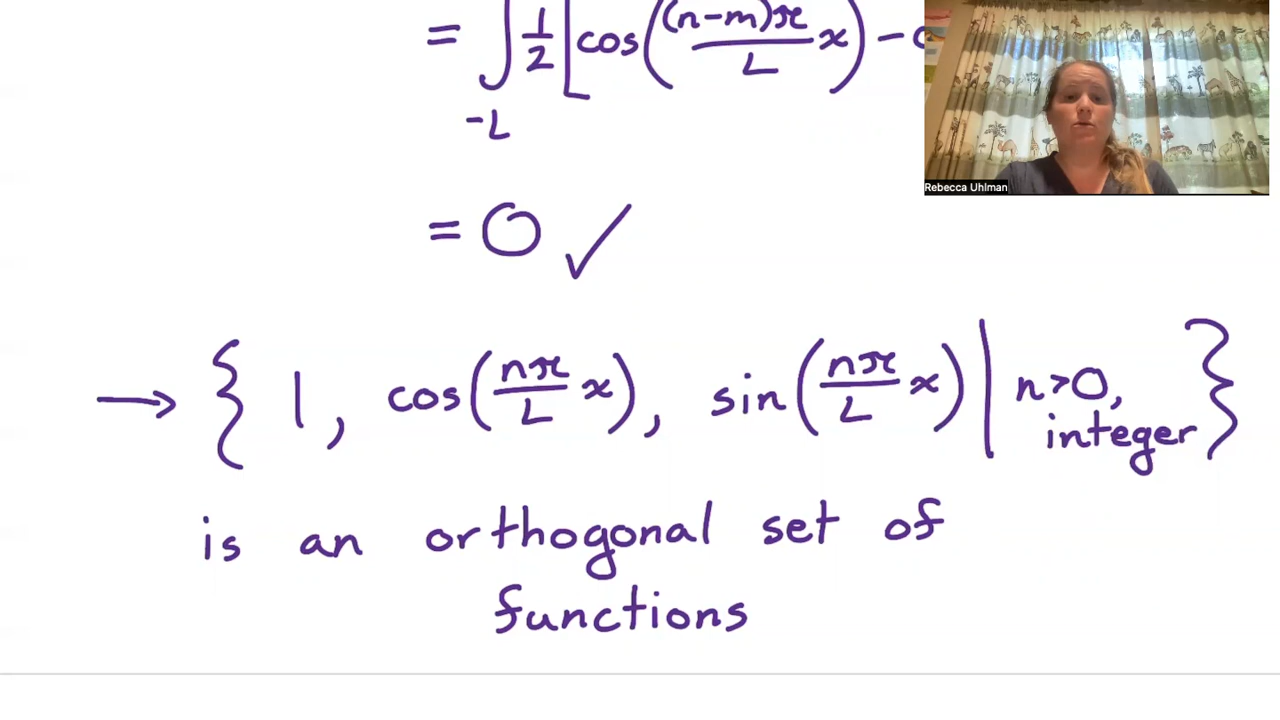 = ∫ 1/2 [cos((n-m)π/L x) -
-L
Rebecca Uhlman
= 0 ✓
→ { 1, cos(nπ/L x), sin(nπ/L x) | n>0, integer }
is an orthogonal set of
functions